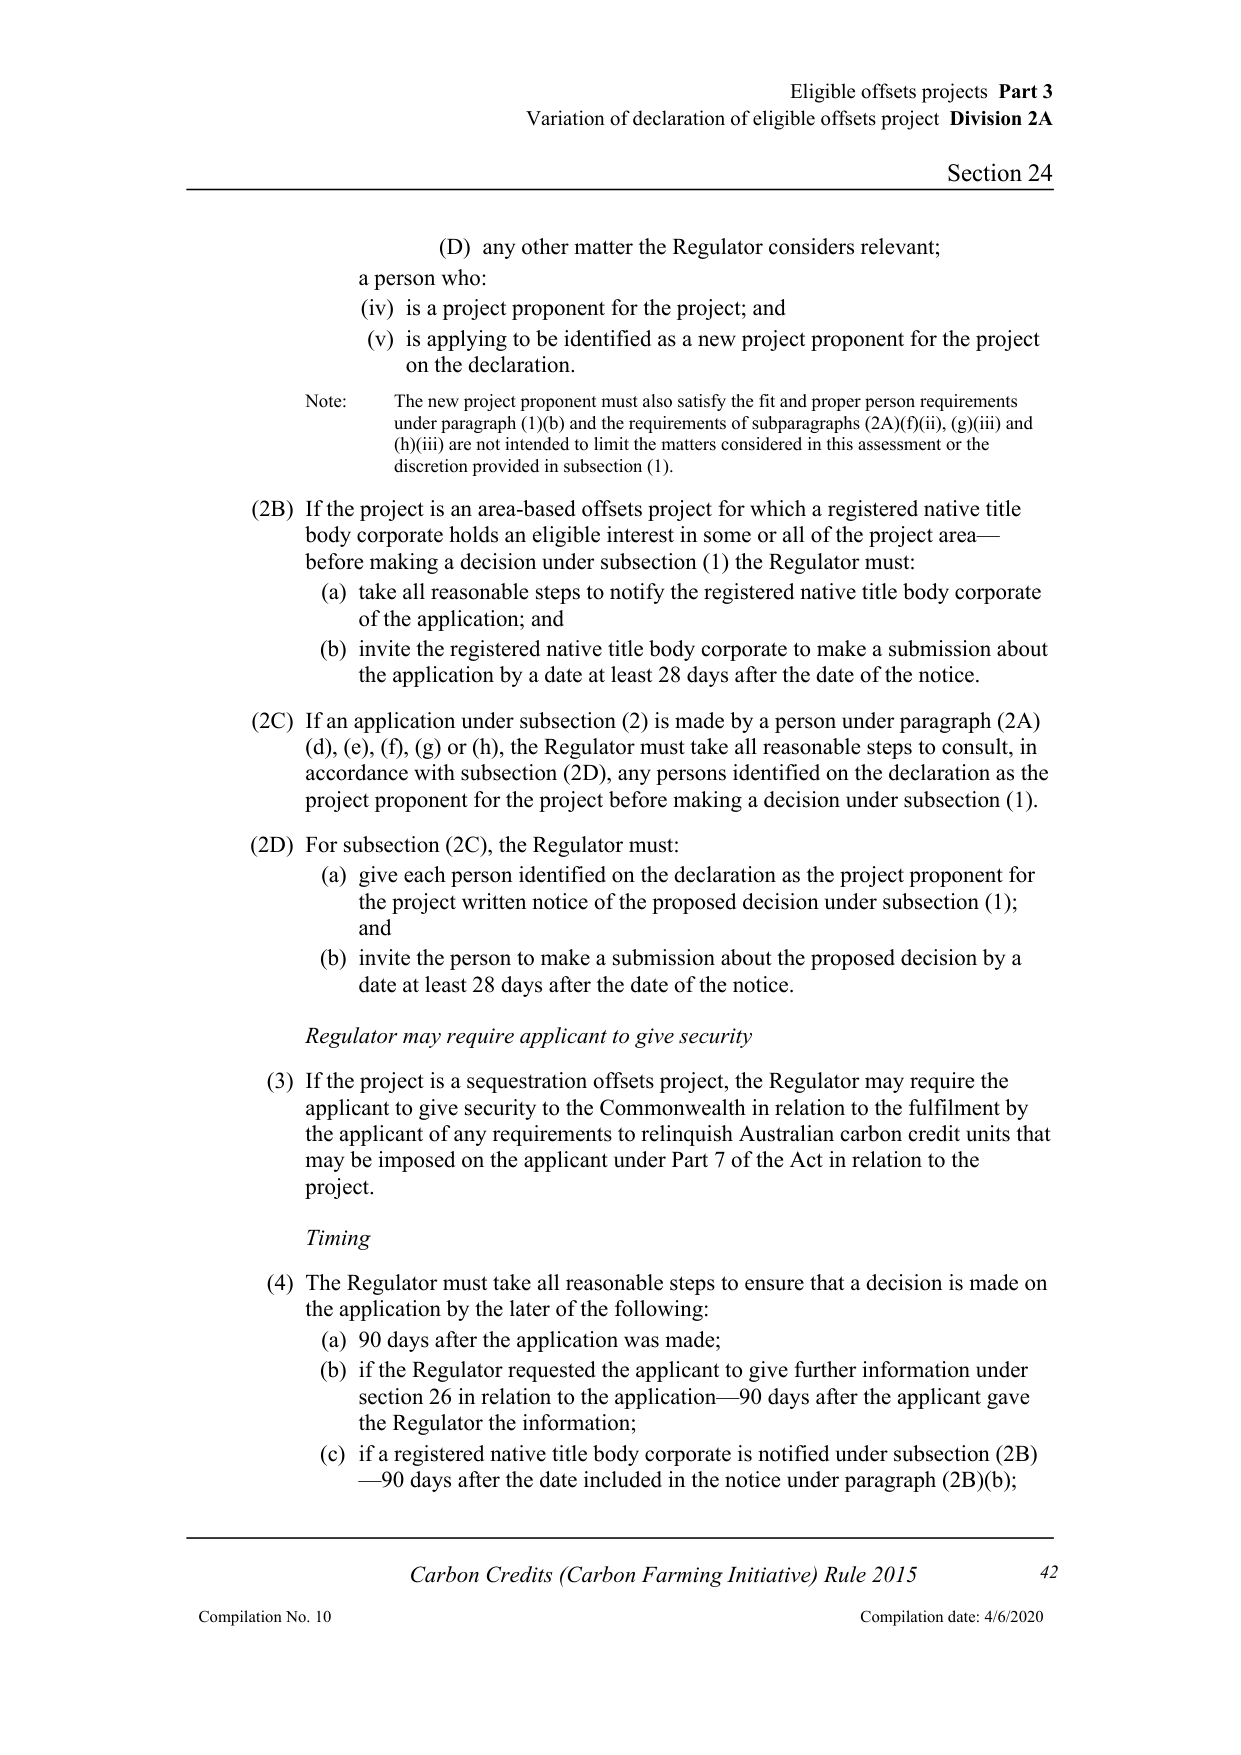 Eligible offsets projects Part 3
Variation of declaration of eligible offsets project Division 2A
Section 24
(D) any other matter the Regulator considers relevant;
a person who:
(iv) is a project proponent for the project; and
(v) is applying to be identified as a new project proponent for the project
on the declaration.
Note: The new project proponent must also satisfy the fit and proper person requirements
under paragraph (1)(b) and the requirements of subparagraphs (2A)(f)(ii), (g)(iii) and
(h)(iii) are not intended to limit the matters considered in this assessment or the
discretion provided in subsection (1).
(2B) If the project is an area-based offsets project for which a registered native title
body corporate holds an eligible interest in some or all of the project area—
before making a decision under subsection (1) the Regulator must:
(a) take all reasonable steps to notify the registered native title body corporate
of the application; and
(b) invite the registered native title body corporate to make a submission about
the application by a date at least 28 days after the date of the notice.
(2C) If an application under subsection (2) is made by a person under paragraph (2A)
(d), (e), (f), (g) or (h), the Regulator must take all reasonable steps to consult, in
accordance with subsection (2D), any persons identified on the declaration as the
project proponent for the project before making a decision under subsection (1).
(2D) For subsection (2C), the Regulator must:
(a) give each person identified on the declaration as the project proponent for
the project written notice of the proposed decision under subsection (1);
and
(b) invite the person to make a submission about the proposed decision by a
date at least 28 days after the date of the notice.
Regulator may require applicant to give security
(3) If the project is a sequestration offsets project, the Regulator may require the
applicant to give security to the Commonwealth in relation to the fulfilment by
the applicant of any requirements to relinquish Australian carbon credit units that
may be imposed on the applicant under Part 7 of the Act in relation to the
project.
Timing
(4) The Regulator must take all reasonable steps to ensure that a decision is made on
the application by the later of the following:
(a) 90 days after the application was made;
(b) if the Regulator requested the applicant to give further information under
section 26 in relation to the application—90 days after the applicant gave
the Regulator the information;
(c) if a registered native title body corporate is notified under subsection (2B)
—90 days after the date included in the notice under paragraph (2B)(b);
Carbon Credits (Carbon Farming Initiative) Rule 2015 42
Compilation No. 10 Compilation date: 4/6/2020